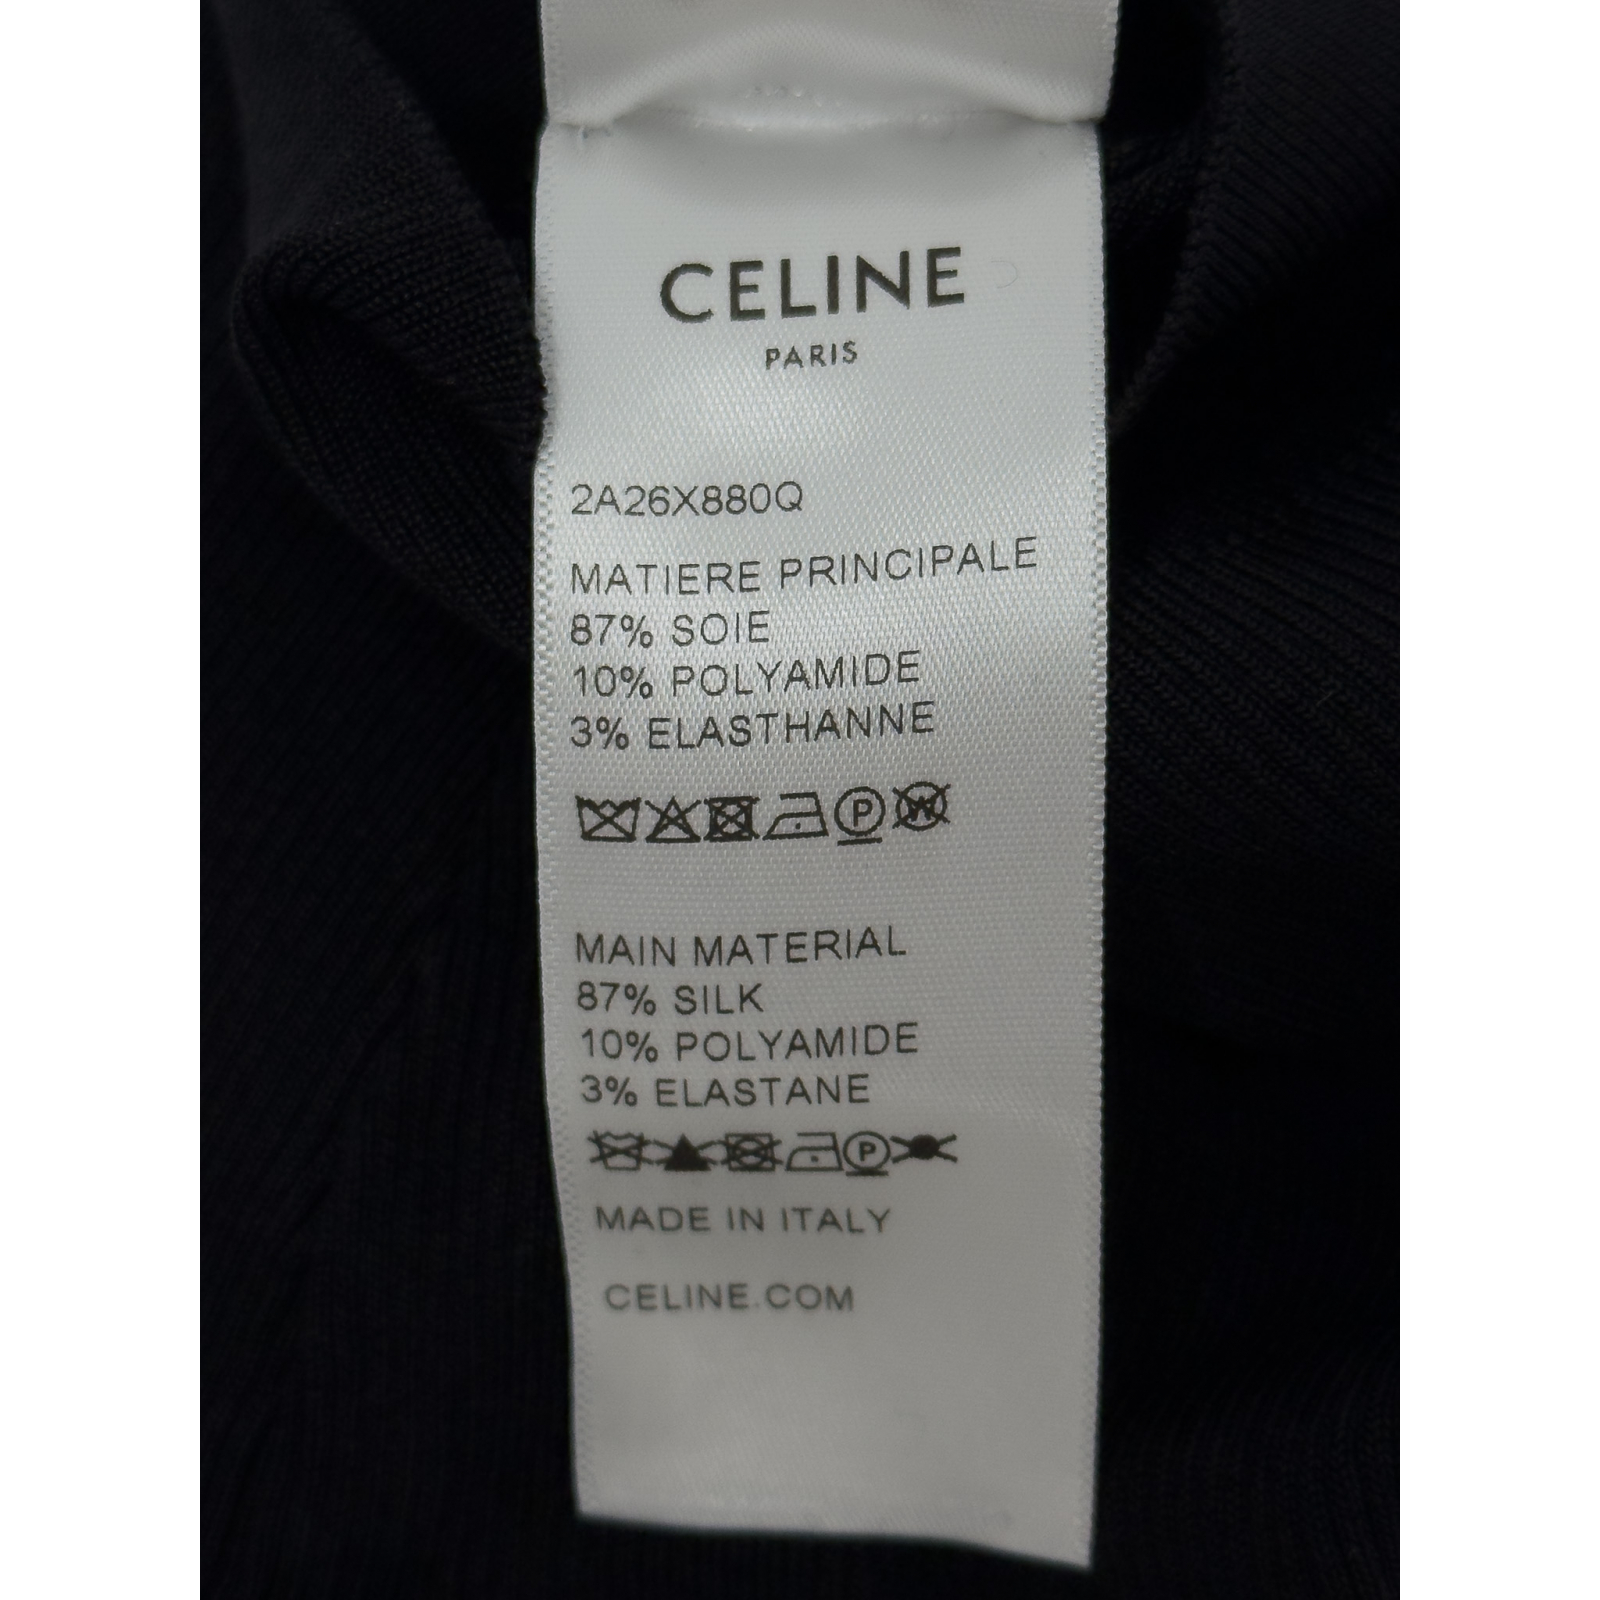 CELINE
PARIS
2A26X880Q
MATIERE PRINCIPALE
87% SOIE
10% POLYAMIDE
3% ELASTHANNE
P W
MAIN MATERIAL
87% SILK
10% POLYAMIDE
3% ELASTANE
P
MADE IN ITALY
CELINE.COM